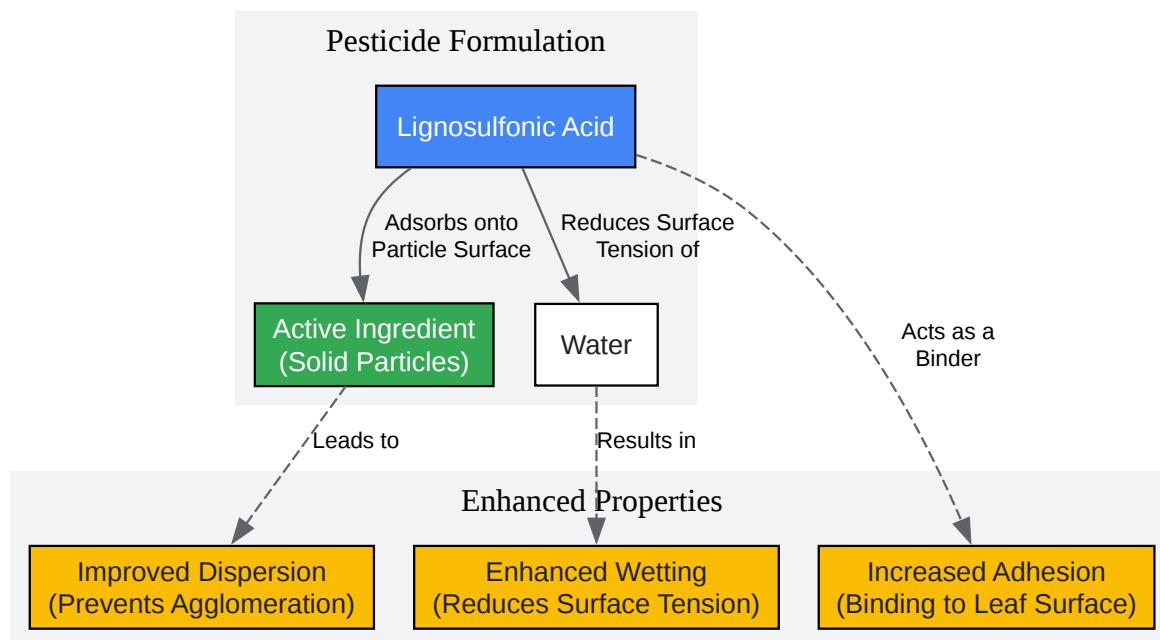 Pesticide Formulation
Lignosulfonic Acid
Adsorbs onto
Particle Surface
Reduces Surface
Tension of
Active Ingredient
(Solid Particles)
Water
Acts as a
Binder
Leads to
Results in
Enhanced Properties
Improved Dispersion
(Prevents Agglomeration)
Enhanced Wetting
(Reduces Surface Tension)
Increased Adhesion
(Binding to Leaf Surface)